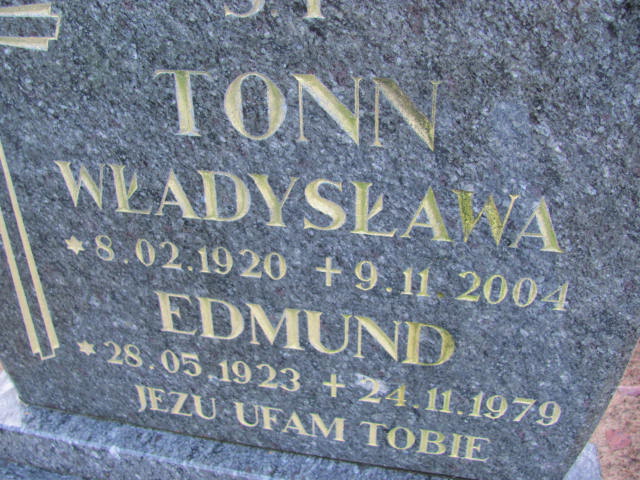 TONN
WŁADYSŁAWA
*8.02.1920 +9.11.2004
EDMUND
*28.05.1923 +24.11.1979
JEZU UFAM TOBIE